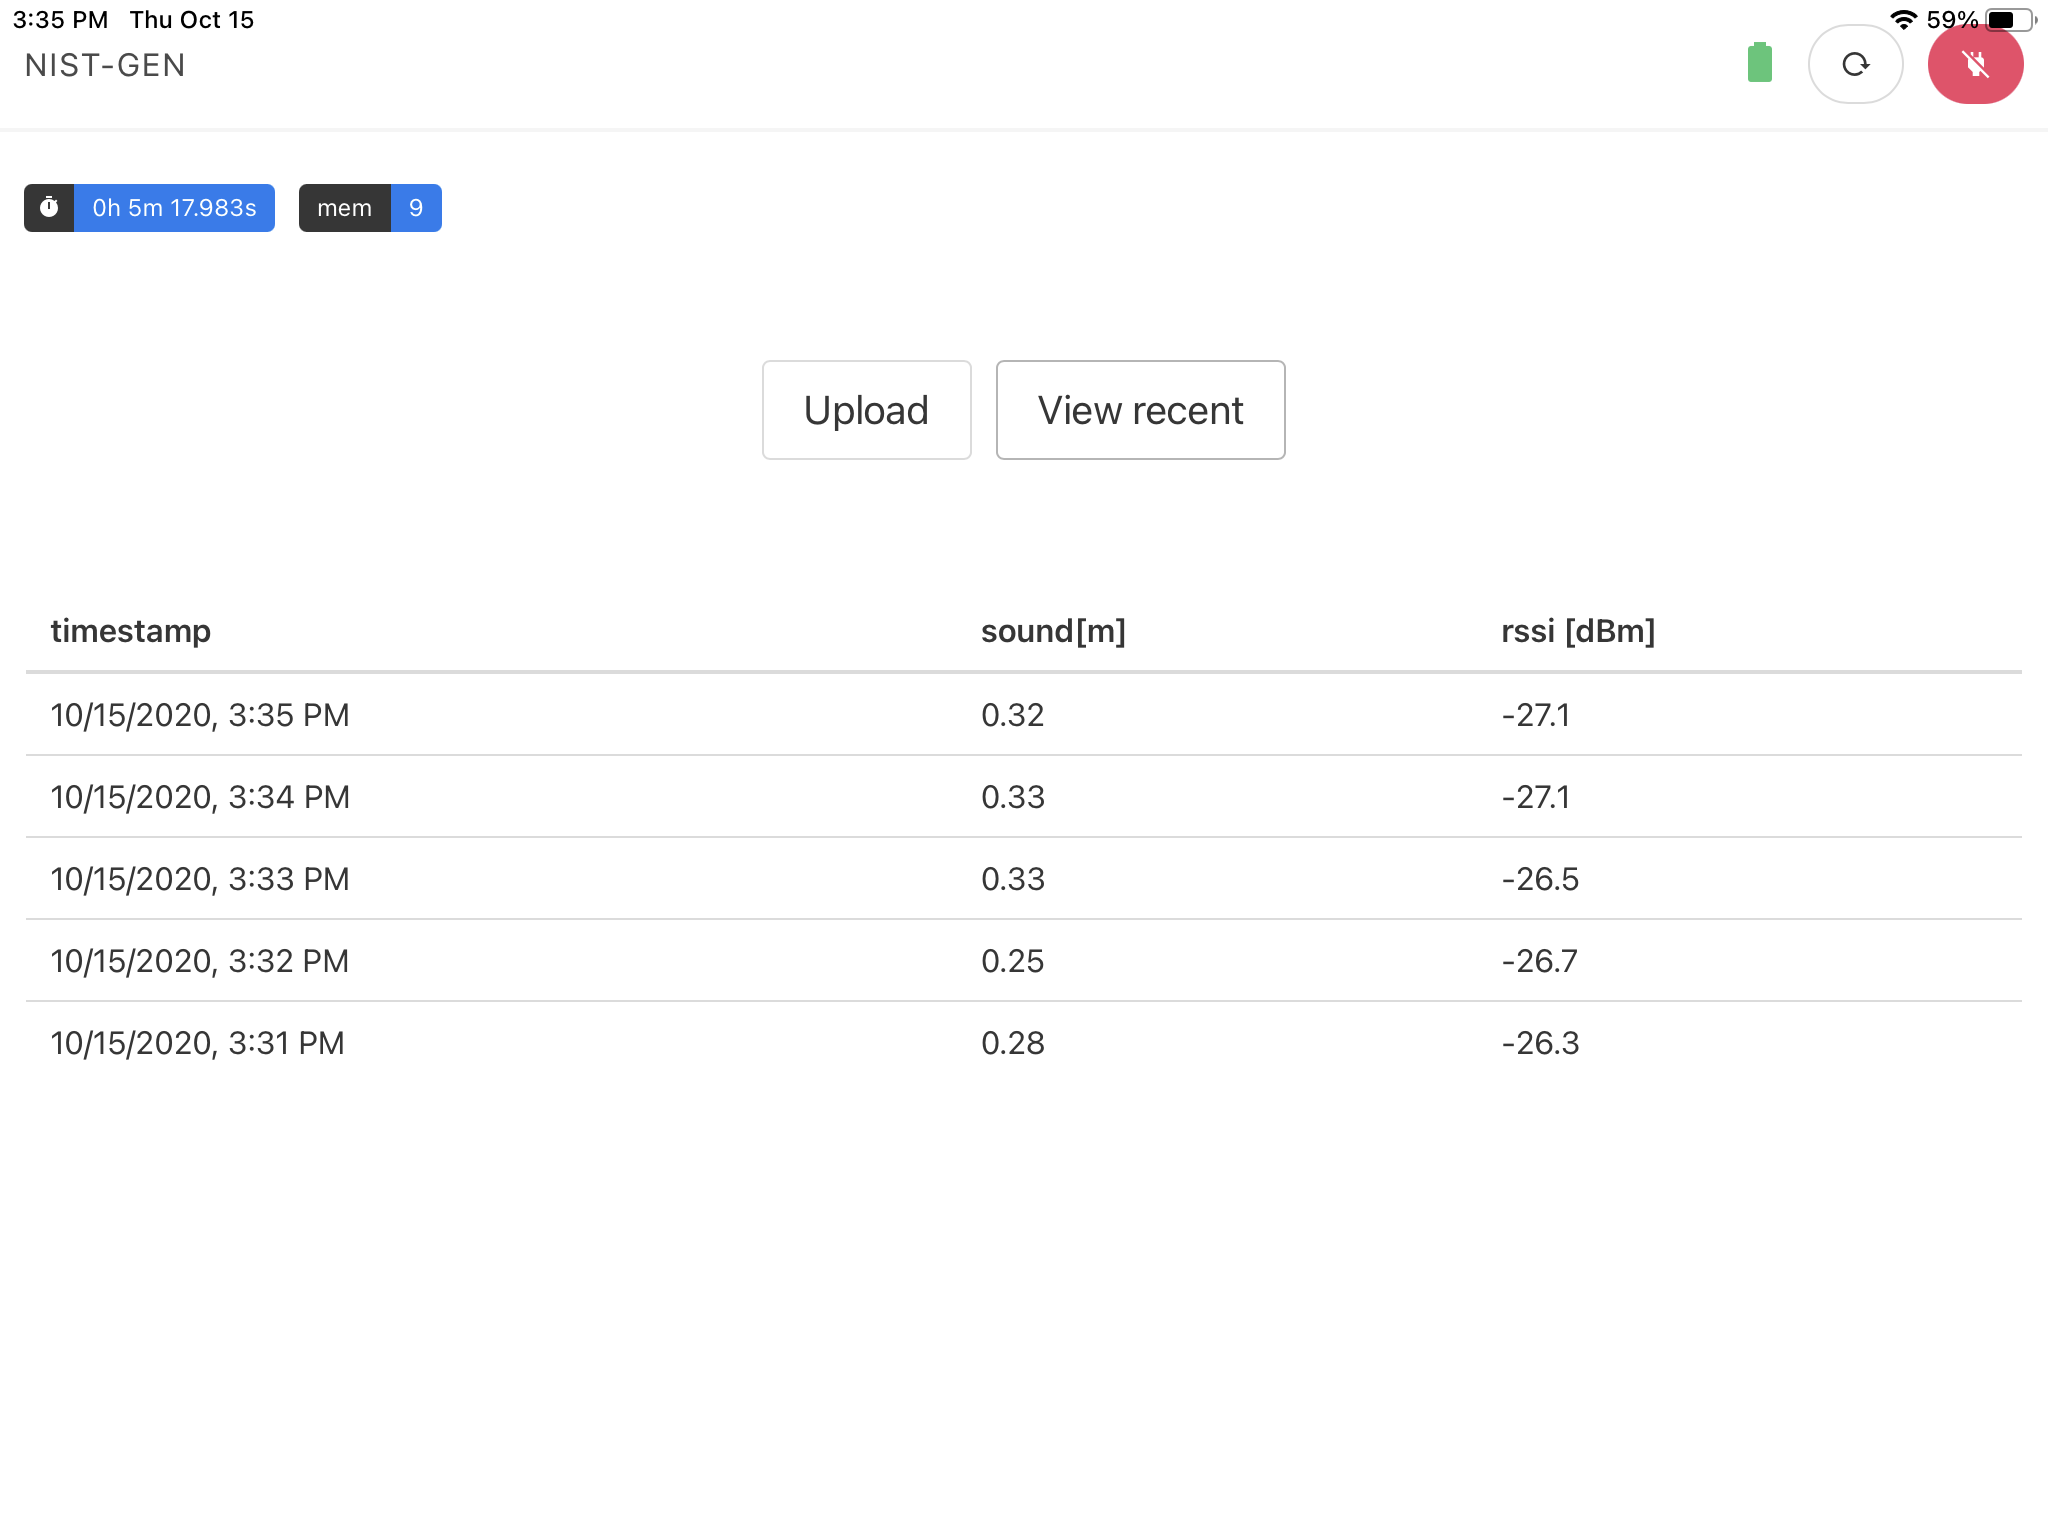 3:35 PM Thu Oct 15 59%
NIST-GEN
0h 5m 17.983s mem 9
Upload View recent
timestamp sound[m] rssi [dBm]
10/15/2020, 3:35 PM 0.32 -27.1
10/15/2020, 3:34 PM 0.33 -27.1
10/15/2020, 3:33 PM 0.33 -26.5
10/15/2020, 3:32 PM 0.25 -26.7
10/15/2020, 3:31 PM 0.28 -26.3